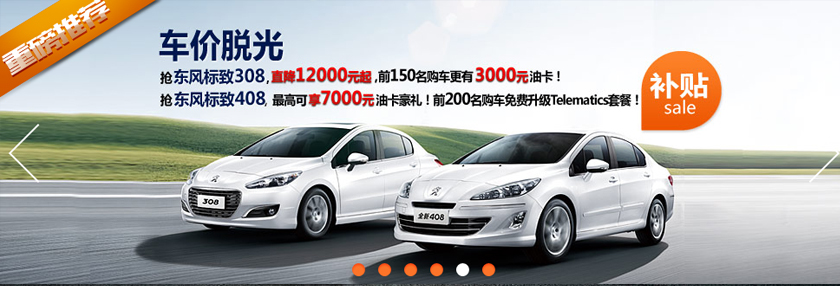 重磅推荐
车价脱光
抢东风标致308,直降12000元起,前150名购车更有3000元油卡！
抢东风标致408,最高可享7000元油卡豪礼！前200名购车免费升级Telematics套餐！
补贴
sale
308
全新408